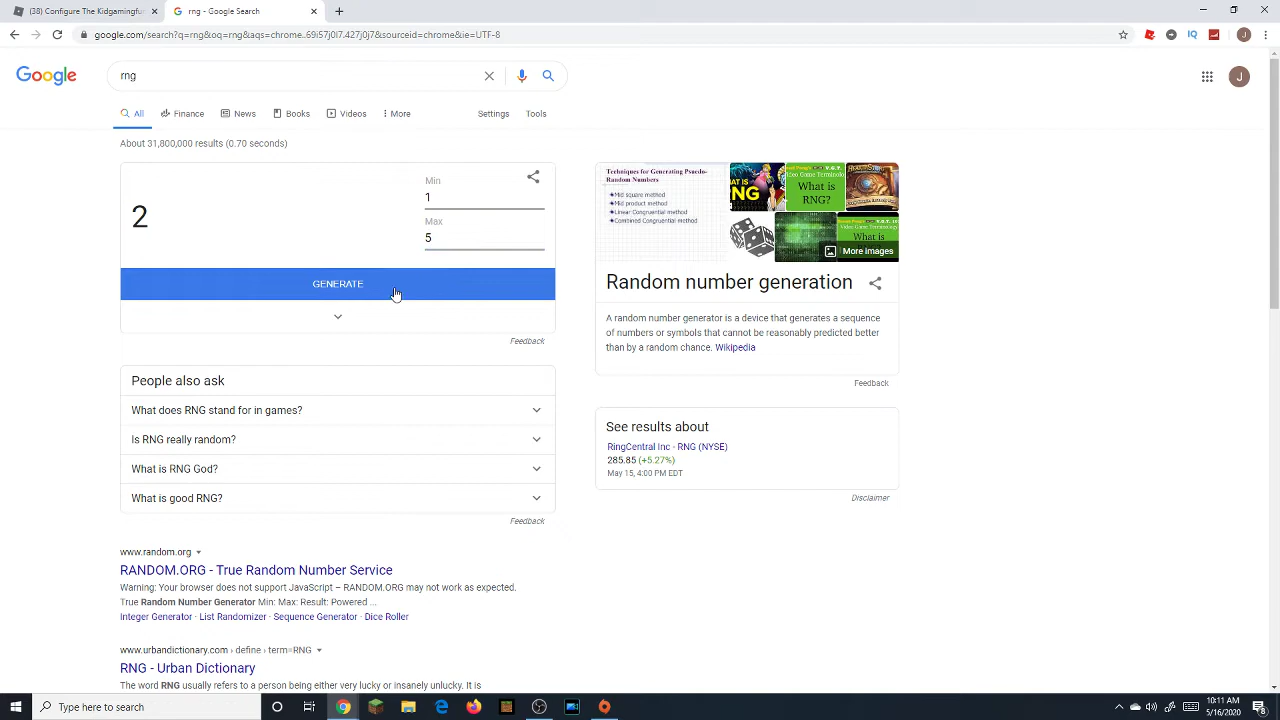 (38) Configure The Kidgamingfur
rng - Google Search
google.com/search?q=rng&oq=rng&aqs=chrome..69i57j0l7.427j0j7&sourceid=chrome&ie=UTF-8
IQ
J
Google
rng
J
All
Finance
News
Books
Videos
More
Settings
Tools
About 31,800,000 results (0.70 seconds)
2
Min
1
Max
5
GENERATE
Feedback
People also ask
What does RNG stand for in games?
Is RNG really random?
What is RNG God?
What is good RNG?
Feedback
www.random.org
RANDOM.ORG - True Random Number Service
Warning: Your browser does not support JavaScript – RANDOM.ORG may not work as expected.
True Random Number Generator Min: Max: Result: Powered ...
Integer Generator · List Randomizer · Sequence Generator · Dice Roller
www.urbandictionary.com › define › term=RNG
RNG - Urban Dictionary
The word RNG usually refers to a person being either very lucky or insanely unlucky. It is
Techniques for Generating Psuedo-
Random Numbers
Mid square method
Mid product method
Linear Congruential method
Combined Congruential method
What is
RNG?
What is
More images
Random number generation
A random number generator is a device that generates a sequence
of numbers or symbols that cannot be reasonably predicted better
than by a random chance. Wikipedia
Feedback
See results about
RingCentral Inc - RNG (NYSE)
285.85 (+5.27%)
May 15, 4:00 PM EDT
Disclaimer
Type here to search
10:11 AM
5/16/2020